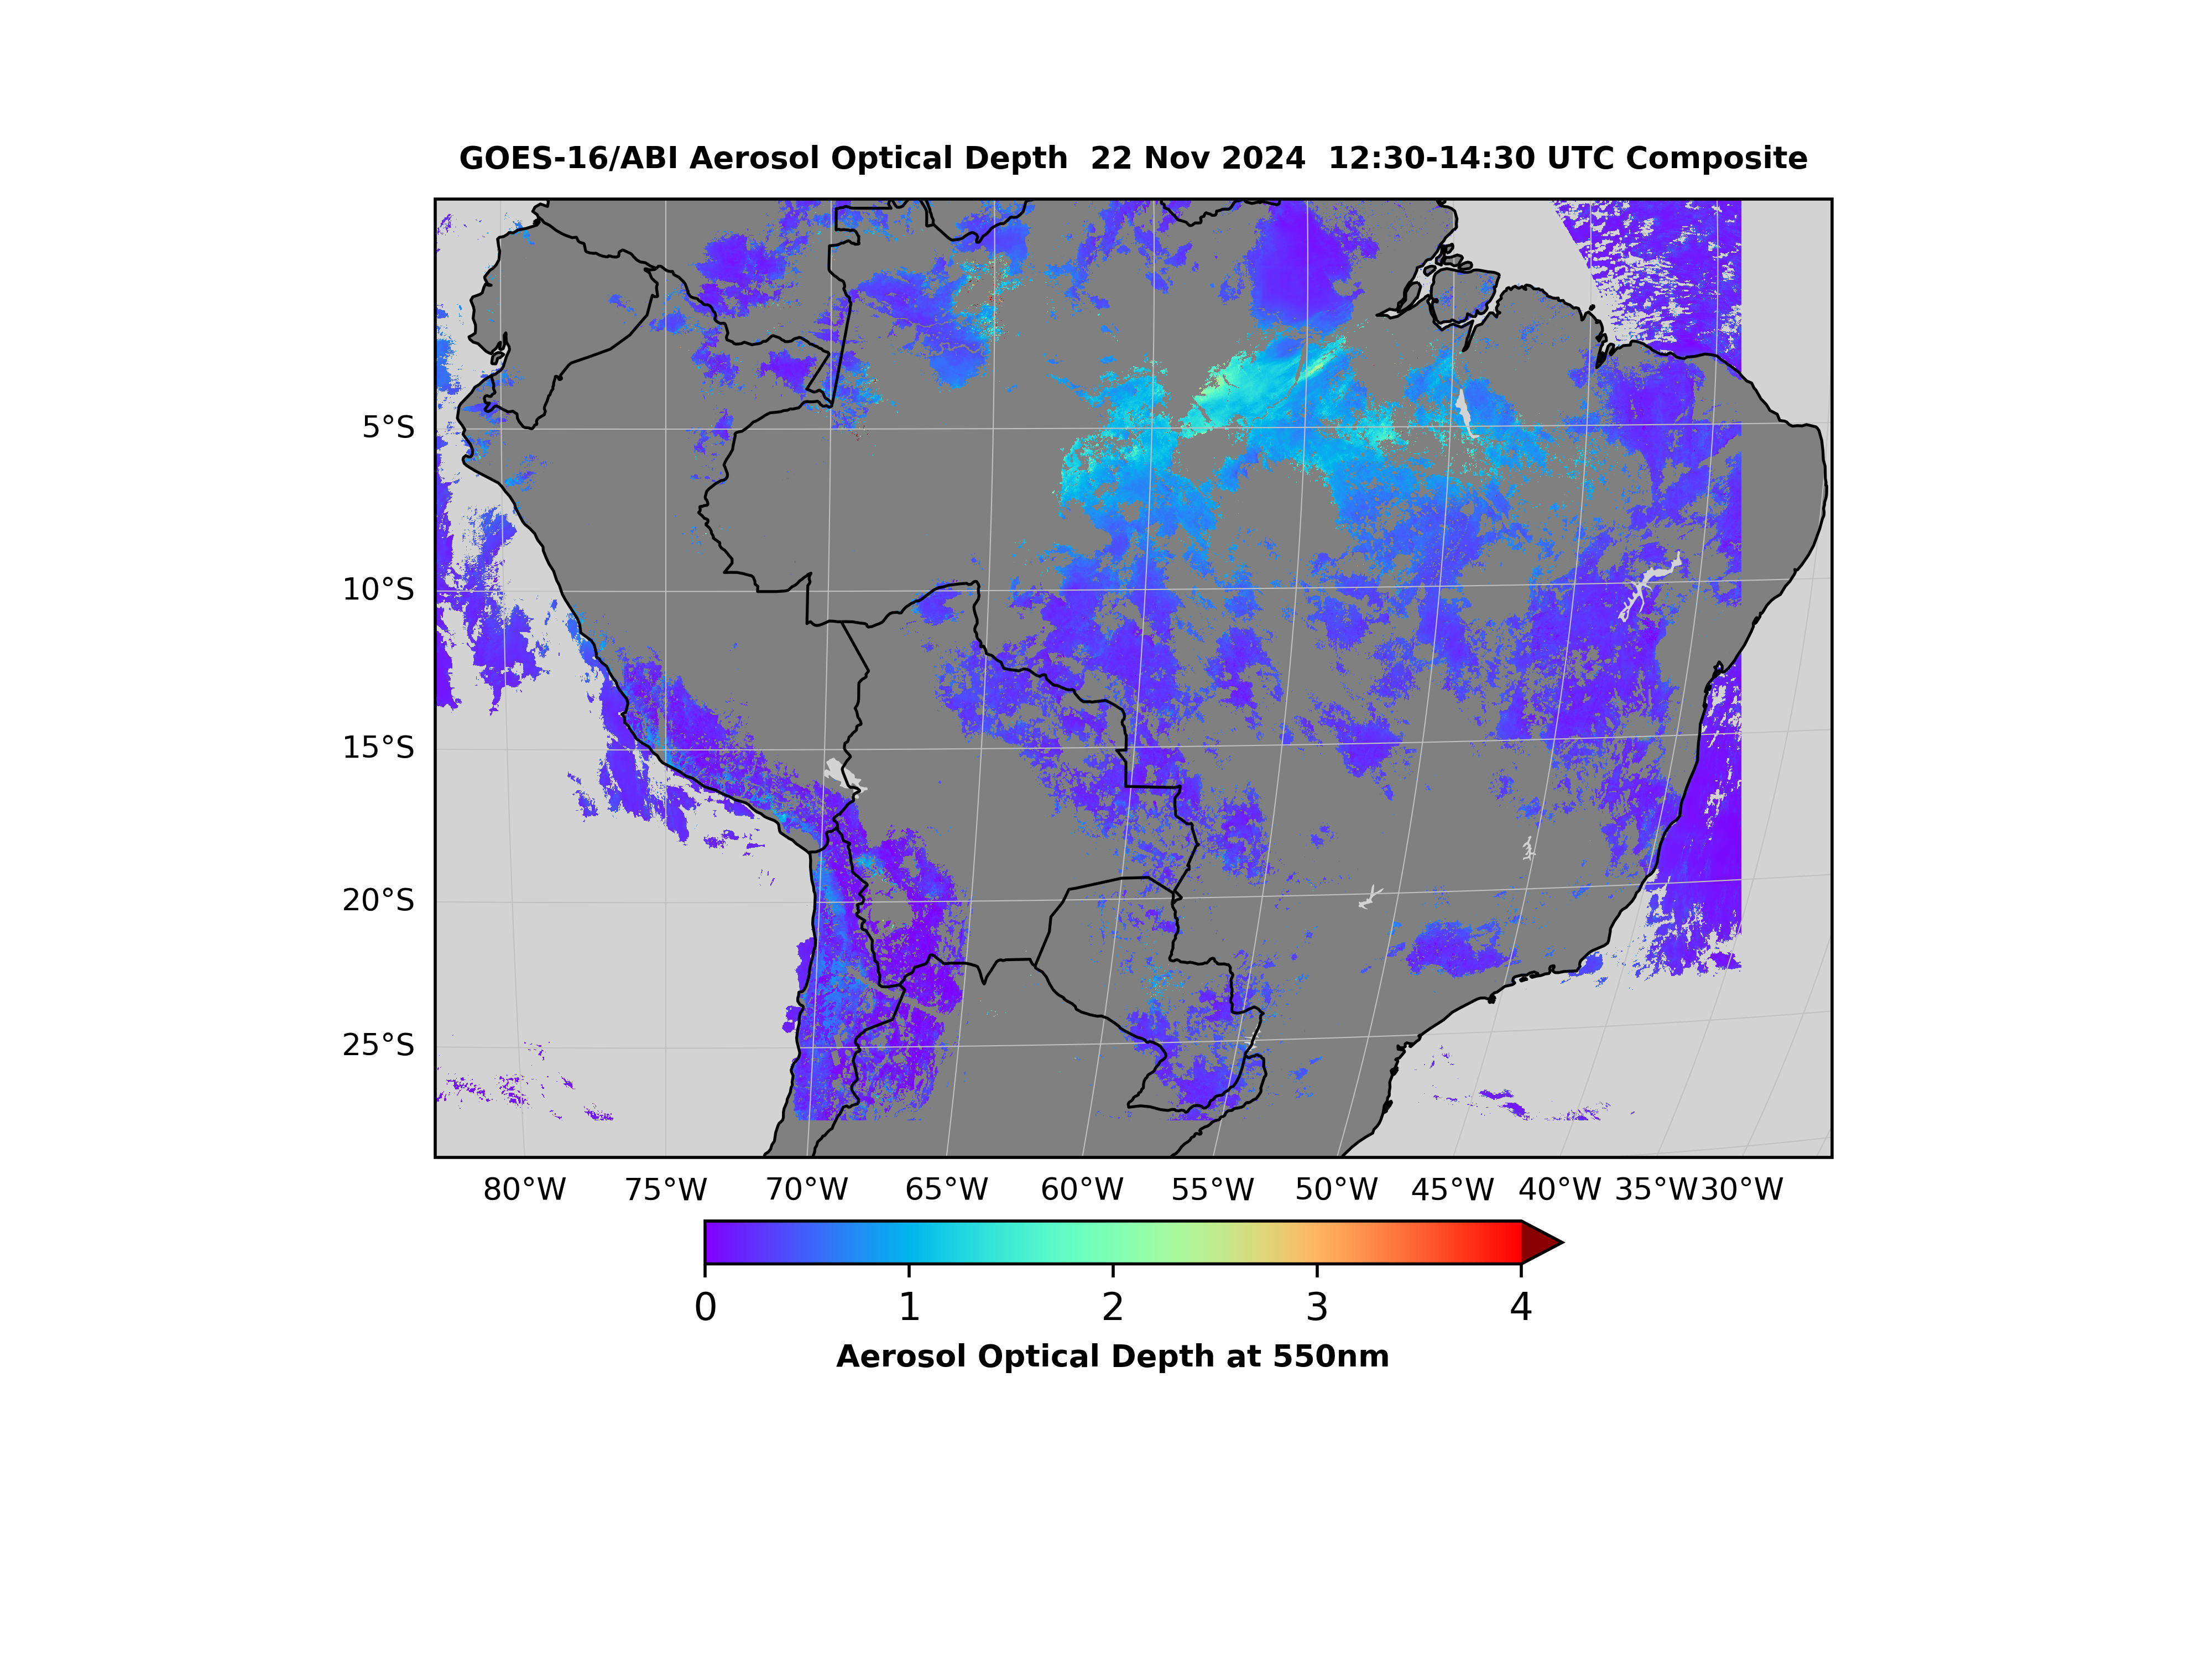 GOES-16/ABI Aerosol Optical Depth  22 Nov 2024  12:30-14:30 UTC Composite
5°S
10°S
15°S
20°S
25°S
80°W 75°W 70°W 65°W 60°W 55°W 50°W 45°W 40°W 35°W 30°W
0 1 2 3 4
Aerosol Optical Depth at 550nm